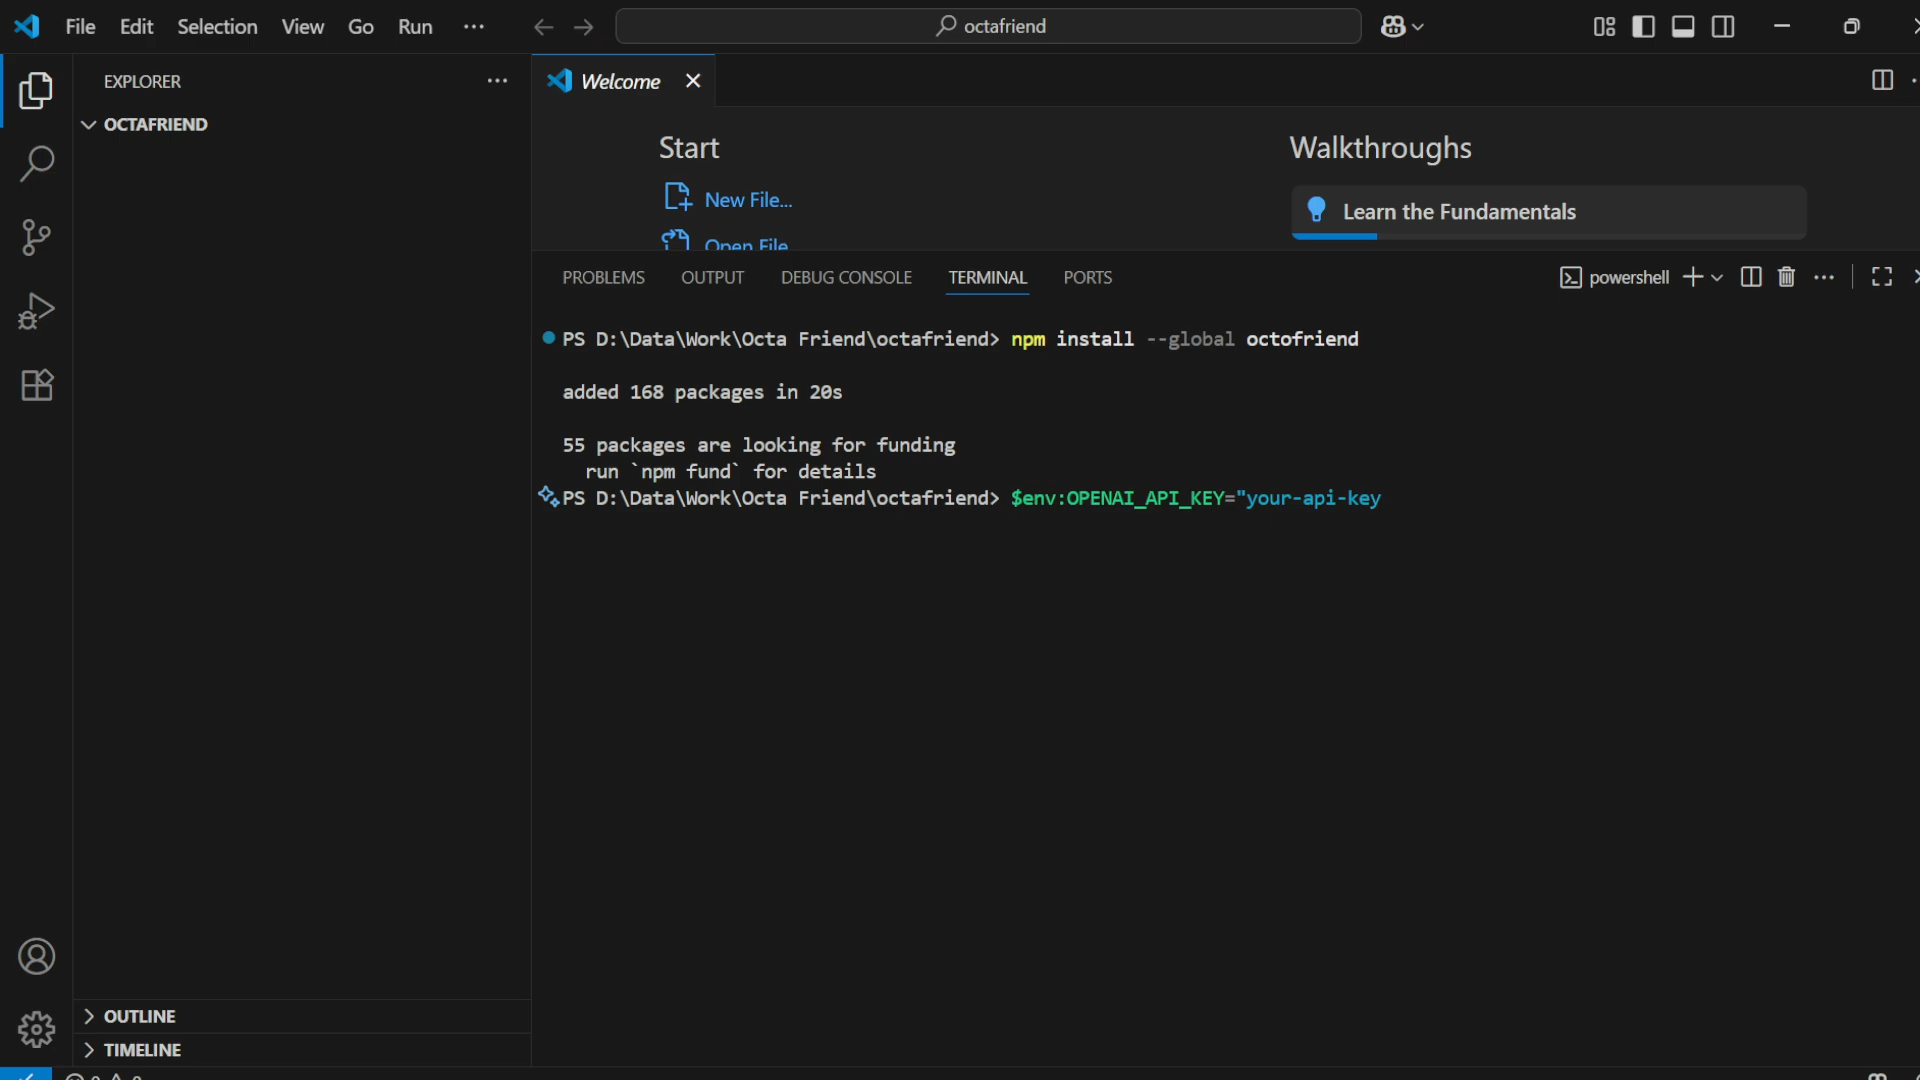 File Edit Selection View Go Run ···
octafriend
EXPLORER
OCTAFRIEND
Welcome
Start
New File...
Open File
Walkthroughs
Learn the Fundamentals
PROBLEMS OUTPUT DEBUG CONSOLE TERMINAL PORTS
powershell
PS D:\Data\Work\Octa Friend\octafriend> npm install --global octofriend
added 168 packages in 20s
55 packages are looking for funding
run `npm fund` for details
PS D:\Data\Work\Octa Friend\octafriend> $env:OPENAI_API_KEY="your-api-key
OUTLINE
TIMELINE